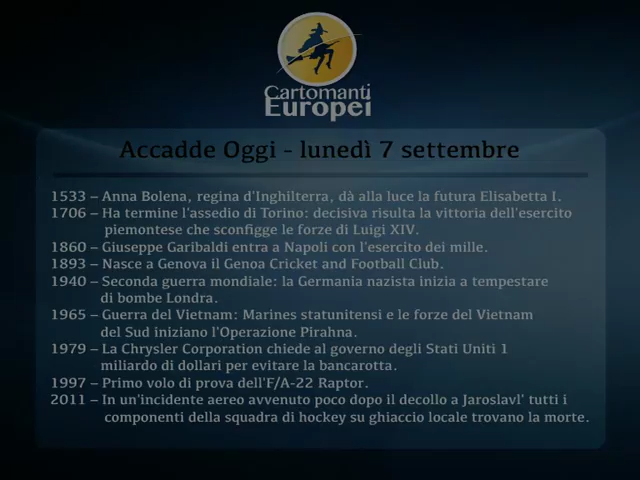 Cartomanti
Europei
Accadde Oggi - lunedì 7 settembre
1533 – Anna Bolena, regina d'Inghilterra, dà alla luce la futura Elisabetta I.
1706 – Ha termine l'assedio di Torino: decisiva risulta la vittoria dell'esercito
piemontese che sconfigge le forze di Luigi XIV.
1860 – Giuseppe Garibaldi entra a Napoli con l'esercito dei mille.
1893 – Nasce a Genova il Genoa Cricket and Football Club.
1940 – Seconda guerra mondiale: la Germania nazista inizia a tempestare
di bombe Londra.
1965 – Guerra del Vietnam: Marines statunitensi e le forze del Vietnam
del Sud iniziano l'Operazione Pirahna.
1979 – La Chrysler Corporation chiede al governo degli Stati Uniti 1
miliardo di dollari per evitare la bancarotta.
1997 – Primo volo di prova dell'F/A-22 Raptor.
2011 – In un'incidente aereo avvenuto poco dopo il decollo a Jaroslavl' tutti i
componenti della squadra di hockey su ghiaccio locale trovano la morte.